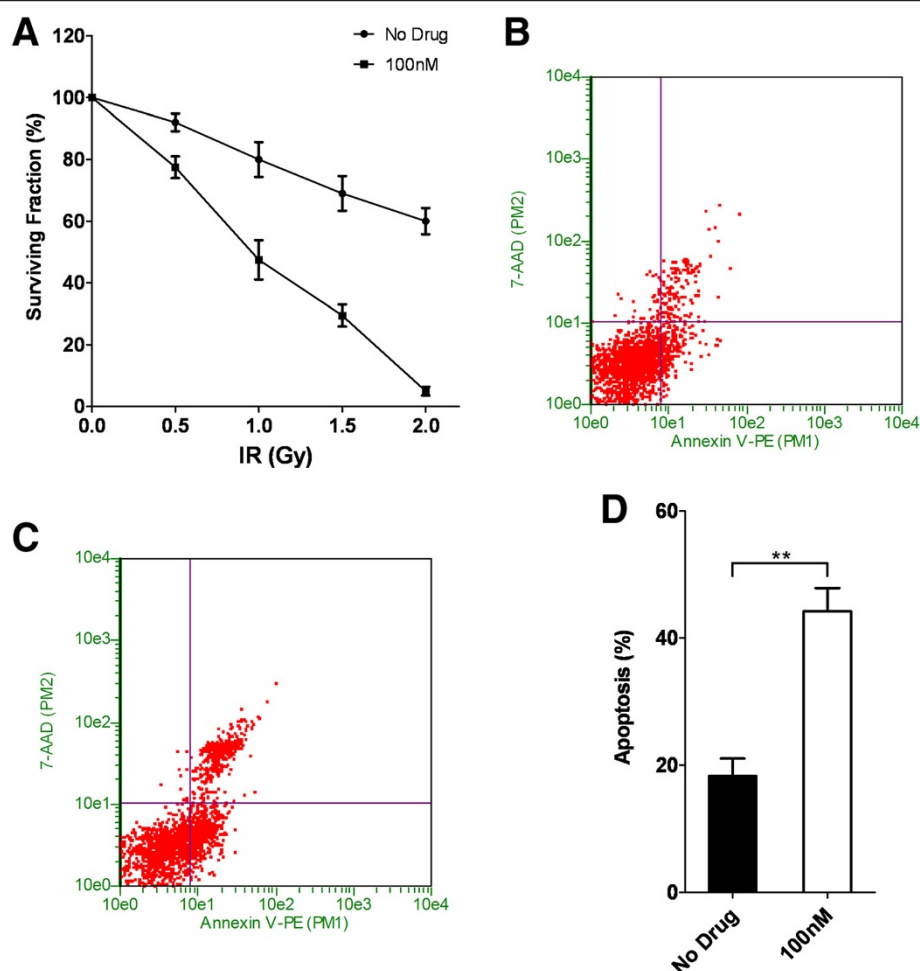 A
120
100
80
60
40
20
0
Surviving Fraction (%)
No Drug
100nM
0.0 0.5 1.0 1.5 2.0
IR (Gy)
B
10e4
10e3
10e2
10e1
10e0
7-AAD (PM2)
10e0 10e1 10e2 10e3 10e4
Annexin V-PE (PM1)
C
10e4
10e3
10e2
10e1
10e0
7-AAD (PM2)
10e0 10e1 10e2 10e3 10e4
Annexin V-PE (PM1)
D
60
40
20
0
Apoptosis (%)
**
No Drug
100nM